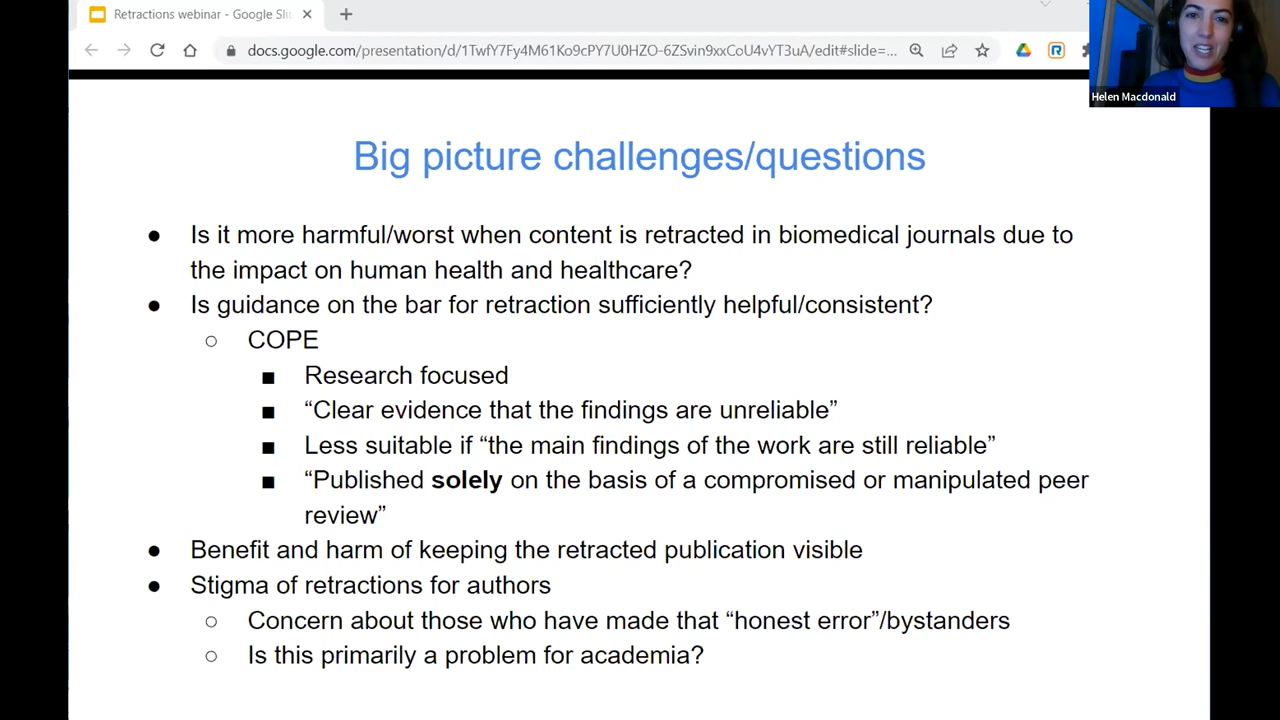 Retractions webinar - Google Sli
docs.google.com/presentation/d/1TwfY7Fy4M61Ko9cPY7U0HZO-6ZSvin9xxCoU4vYT3uA/edit#slide=...
Helen Macdonald
Big picture challenges/questions
● Is it more harmful/worst when content is retracted in biomedical journals due to
the impact on human health and healthcare?
● Is guidance on the bar for retraction sufficiently helpful/consistent?
○ COPE
■ Research focused
■ “Clear evidence that the findings are unreliable”
■ Less suitable if “the main findings of the work are still reliable”
■ “Published solely on the basis of a compromised or manipulated peer
review”
● Benefit and harm of keeping the retracted publication visible
● Stigma of retractions for authors
○ Concern about those who have made that “honest error”/bystanders
○ Is this primarily a problem for academia?